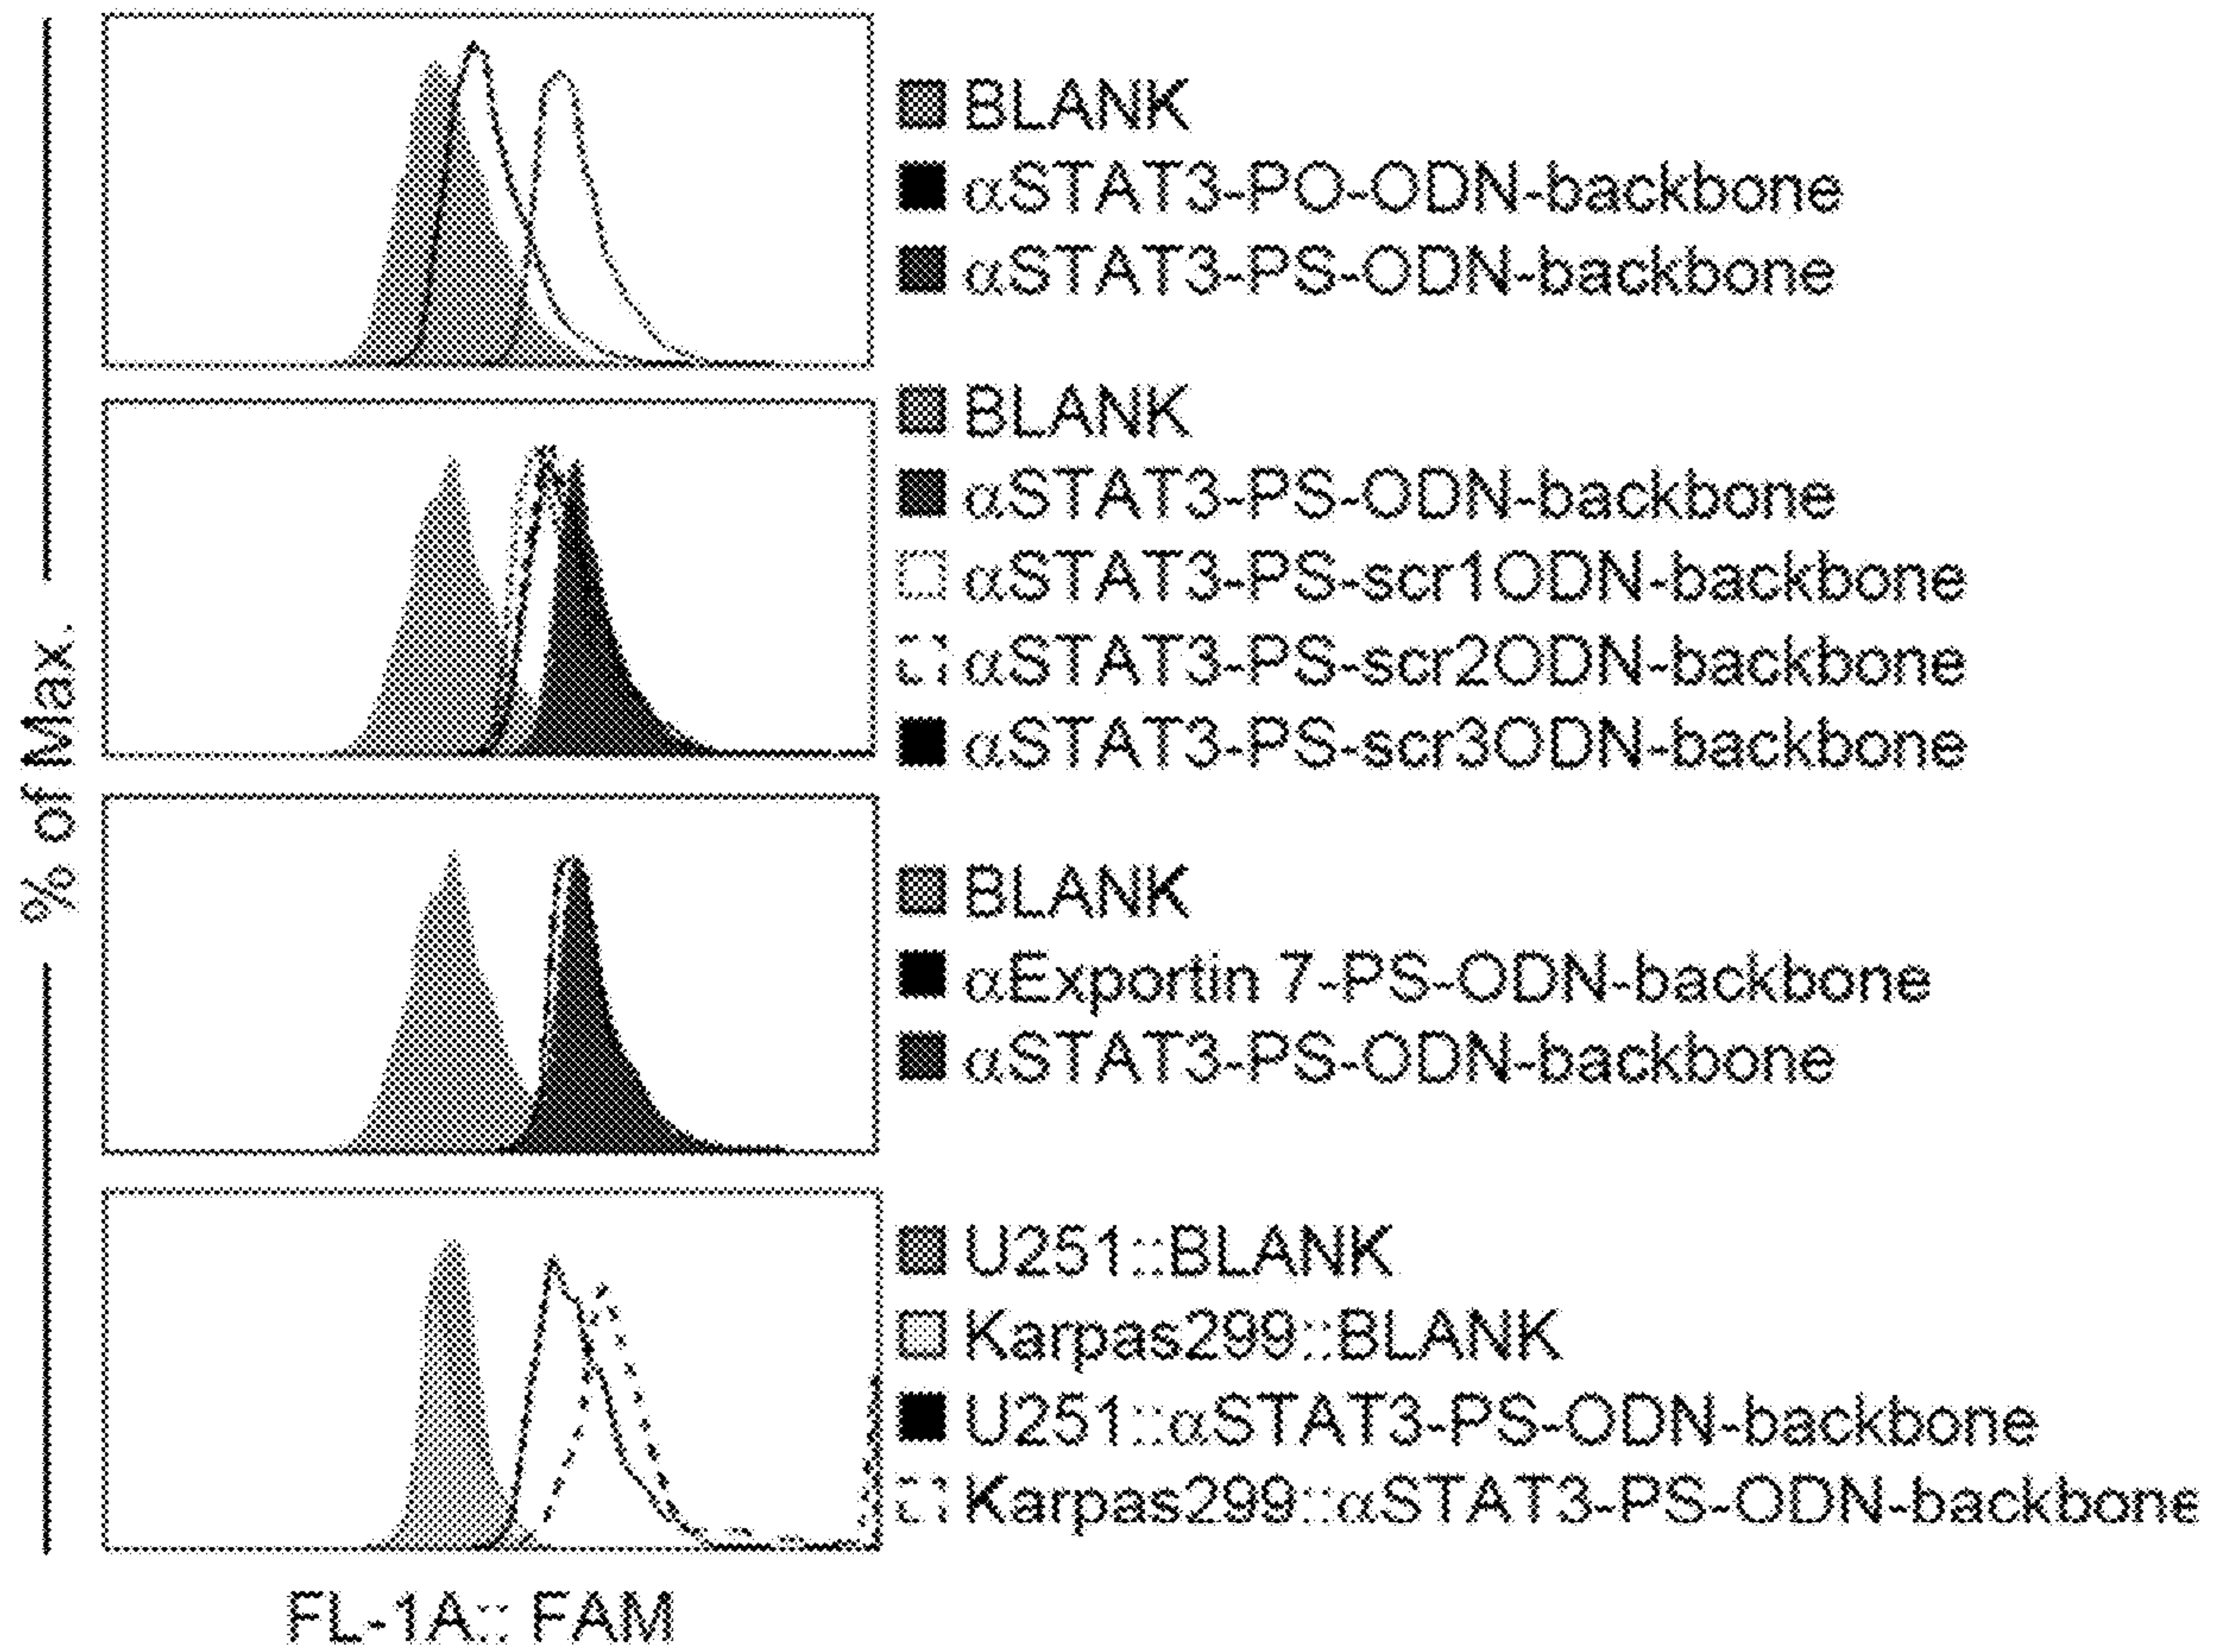 % of Max.
BLANK
αSTAT3-PO-ODN-backbone
αSTAT3-PS-ODN-backbone
BLANK
αSTAT3-PS-ODN-backbone
αSTAT3-PS-scr1ODN-backbone
αSTAT3-PS-scr2ODN-backbone
αSTAT3-PS-scr3ODN-backbone
BLANK
αExportin 7-PS-ODN-backbone
αSTAT3-PS-ODN-backbone
U251::BLANK
Karpas299::BLANK
U251::αSTAT3-PS-ODN-backbone
Karpas299::αSTAT3-PS-ODN-backbone
FL-1A:: FAM